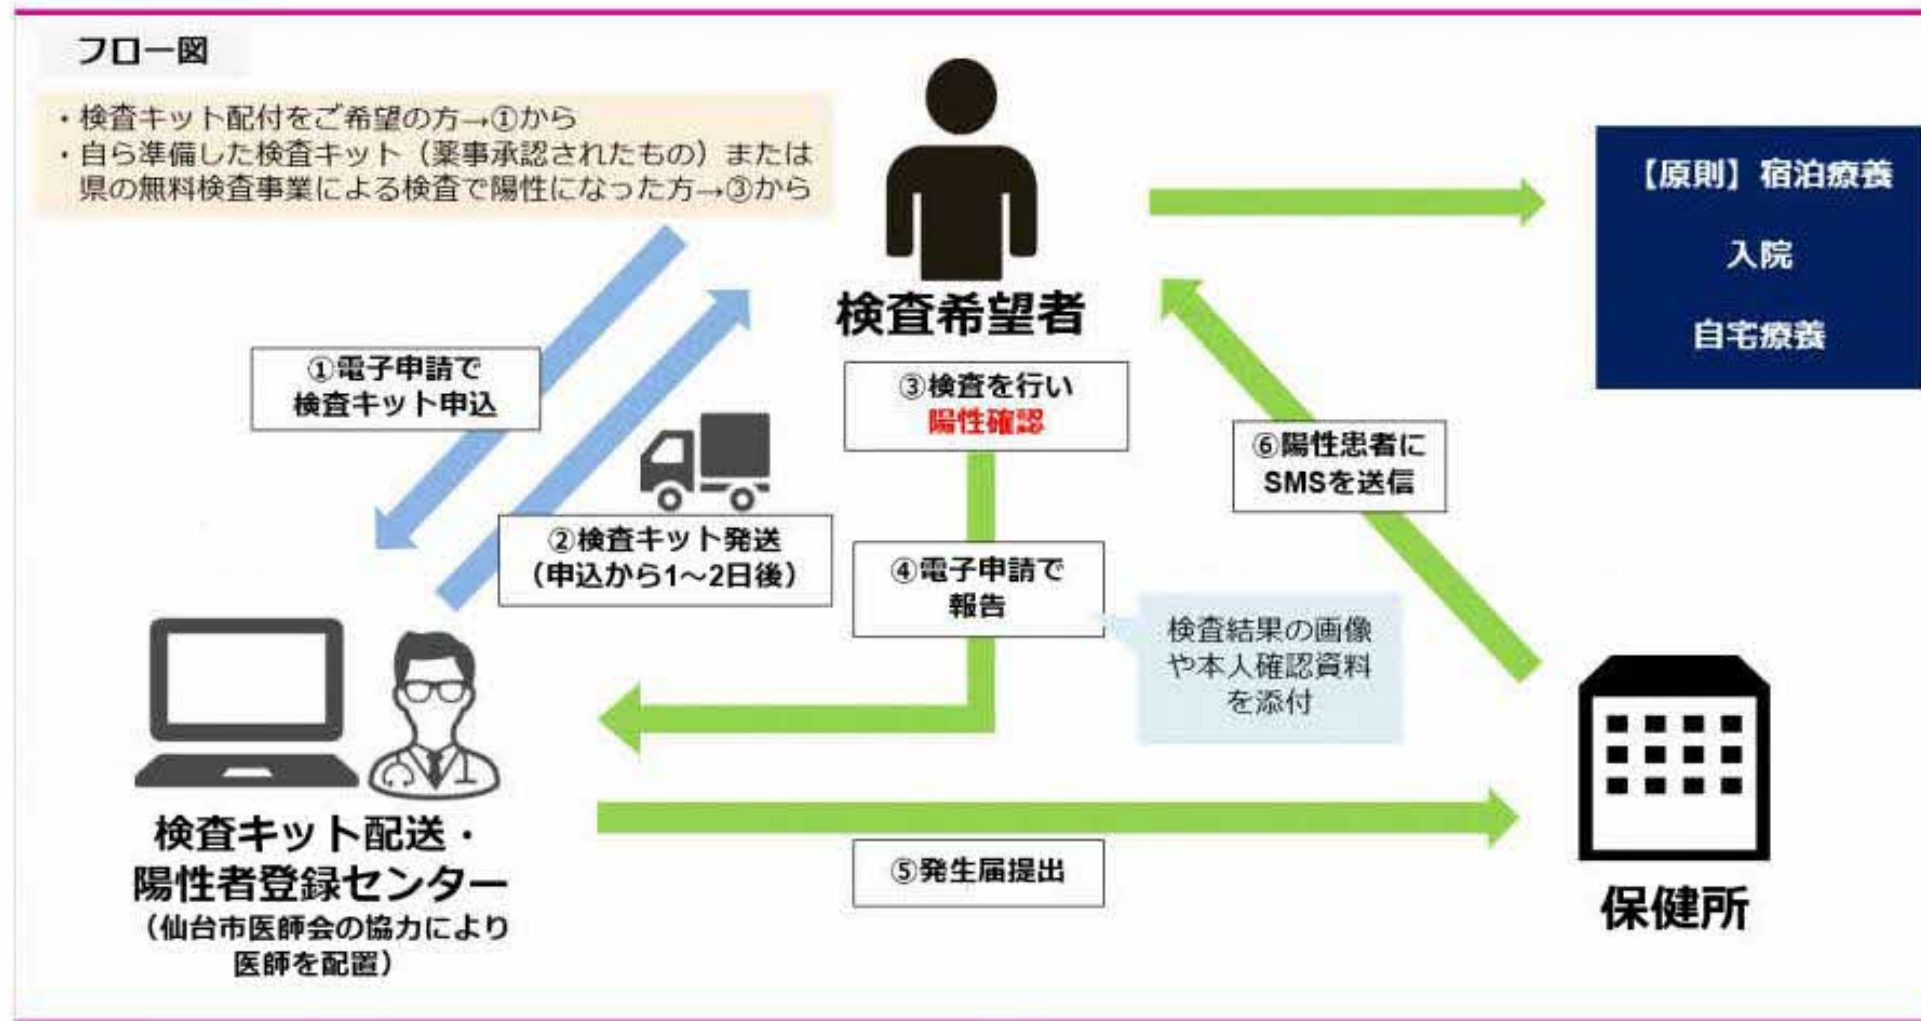 フロー図
・検査キット配付をご希望の方→①から
・自ら準備した検査キット（薬事承認されたもの）または
県の無料検査事業による検査で陽性になった方→③から
検査希望者
【原則】宿泊療養
入院
自宅療養
①電子申請で
検査キット申込
②検査キット発送
（申込から1～2日後）
③検査を行い
陽性確認
④電子申請で
報告
検査結果の画像
や本人確認資料
を添付
⑥陽性患者に
SMSを送信
検査キット配送・
陽性者登録センター
（仙台市医師会の協力により
医師を配置）
⑤発生届提出
保健所